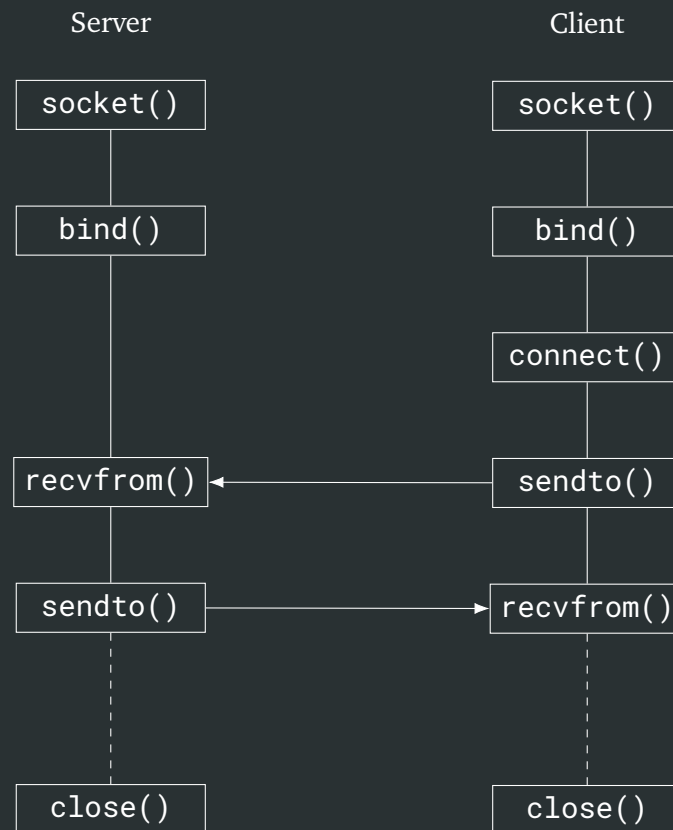 Server Client
socket() socket()
bind() bind()
connect()
recvfrom() sendto()
sendto() recvfrom()
close() close()